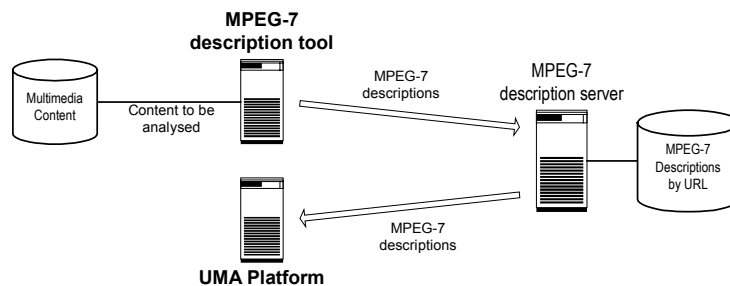 MPEG-7
description tool
Multimedia
Content
Content to be
analysed
MPEG-7
descriptions
MPEG-7
description server
MPEG-7
Descriptions
by URL
MPEG-7
descriptions
UMA Platform